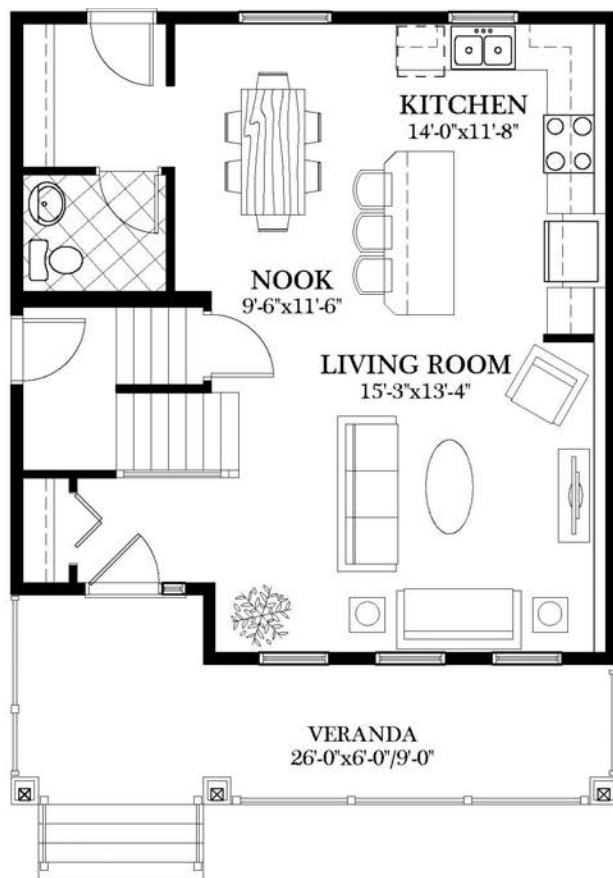 KITCHEN
14'-0"x11'-8"
NOOK
9'-6"x11'-6"
LIVING ROOM
15'-3"x13'-4"
VERANDA
26'-0"x6'-0"/9'-0"